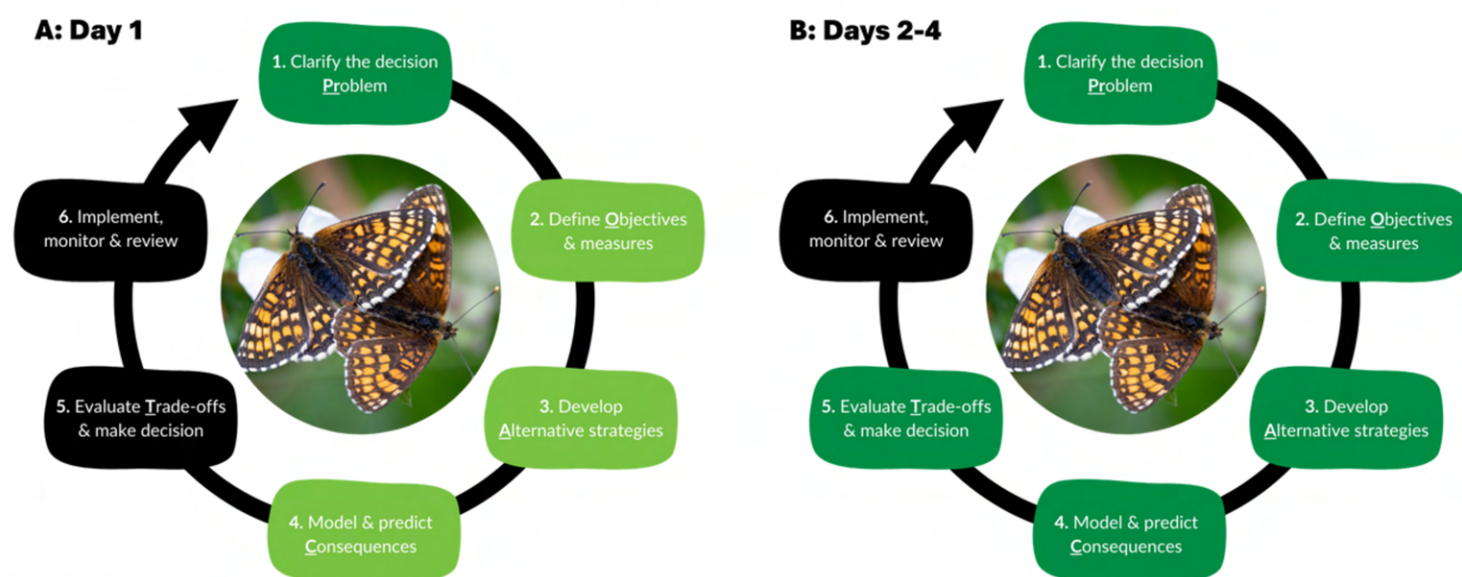 A: Day 1
1. Clarify the decision
Problem
2. Define Objectives
& measures
3. Develop
Alternative strategies
4. Model & predict
Consequences
5. Evaluate Trade-offs
& make decision
6. Implement,
monitor & review
B: Days 2-4
1. Clarify the decision
Problem
2. Define Objectives
& measures
3. Develop
Alternative strategies
4. Model & predict
Consequences
5. Evaluate Trade-offs
& make decision
6. Implement,
monitor & review